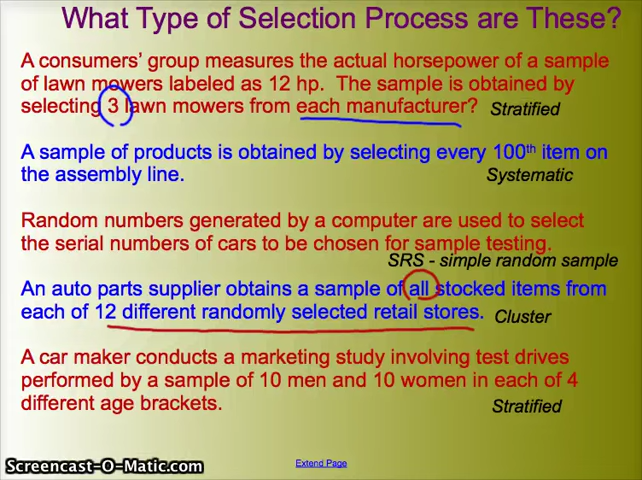 What Type of Selection Process are These?
A consumers' group measures the actual horsepower of a sample
of lawn mowers labeled as 12 hp. The sample is obtained by
selecting 3 lawn mowers from each manufacturer? Stratified
A sample of products is obtained by selecting every 100th item on
the assembly line. Systematic
Random numbers generated by a computer are used to select
the serial numbers of cars to be chosen for sample testing.
SRS - simple random sample
An auto parts supplier obtains a sample of all stocked items from
each of 12 different randomly selected retail stores. Cluster
A car maker conducts a marketing study involving test drives
performed by a sample of 10 men and 10 women in each of 4
different age brackets. Stratified
Extend Page
Screencast-O-Matic.com